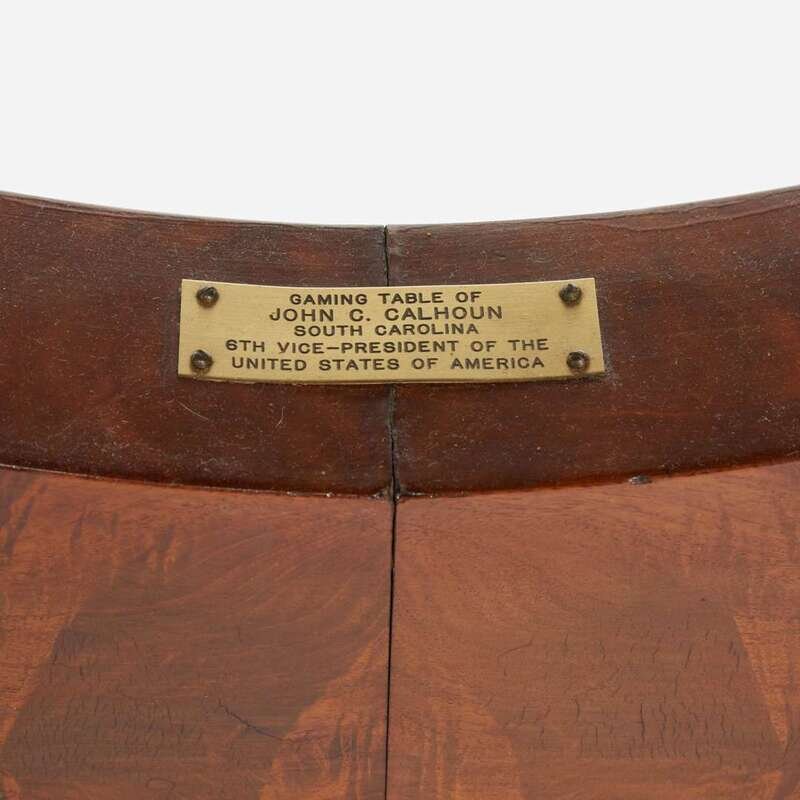 GAMING TABLE OF
JOHN C. CALHOUN
SOUTH CAROLINA
6TH VICE-PRESIDENT OF THE
UNITED STATES OF AMERICA